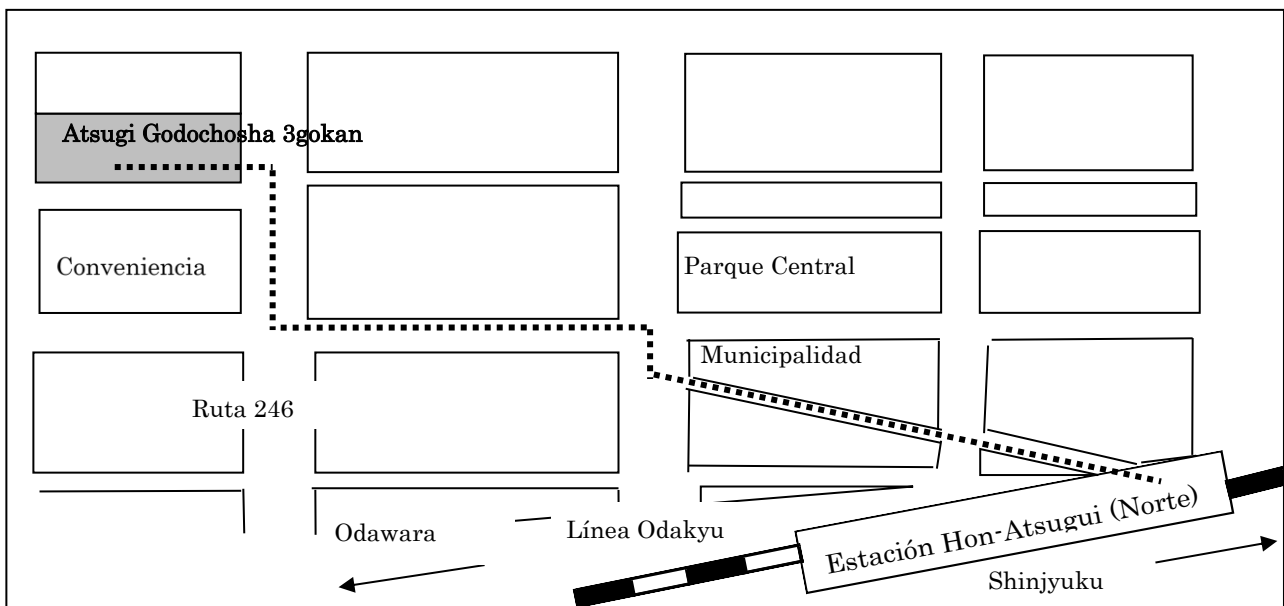 Atsugi Godochosha 3gokan
Conveniencia
Parque Central
Municipalidad
Ruta 246
Odawara
Línea Odakyu
Estación Hon-Atsugui (Norte)
Shinjyuku